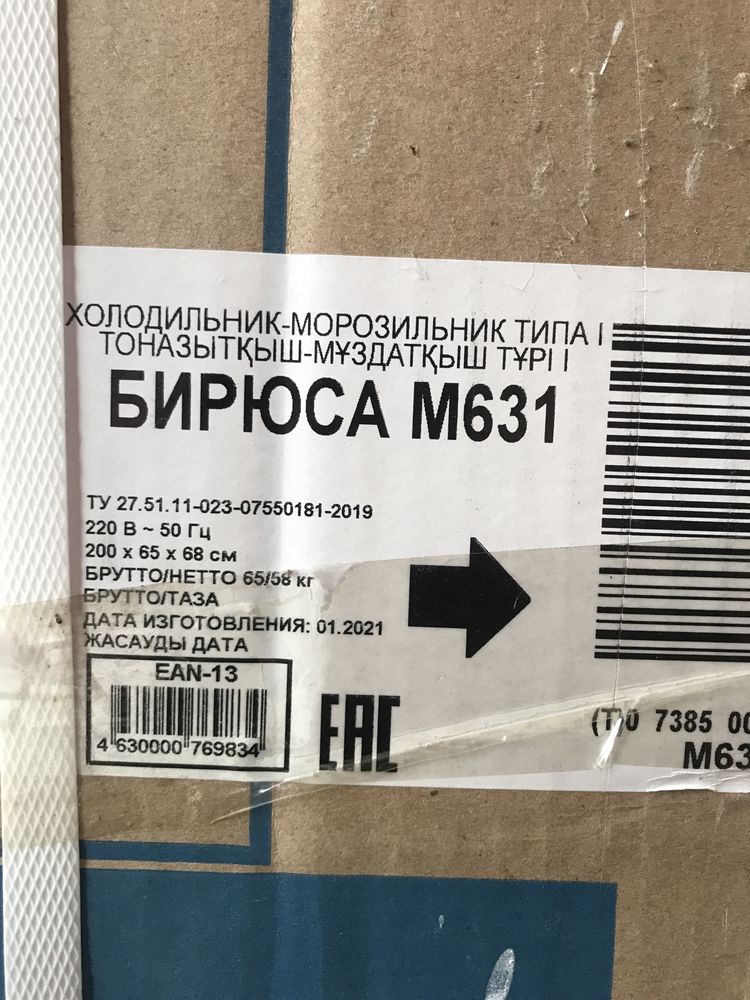 ХОЛОДИЛЬНИК-МОРОЗИЛЬНИК ТИПА I
ТОНАЗЫТҚЫШ-МҰЗДАТҚЫШ ТҮРІ I
БИРЮСА М631
ТУ 27.51.11-023-07550181-2019
220 В ~ 50 Гц
200 x 65 x 68 см
БРУТТО/НЕТТО 65/58 кг
БРУТТО/ТАЗА
ДАТА ИЗГОТОВЛЕНИЯ: 01.2021
ЖАСАУДЫ ДАТА
EAN-13
4 630000 769834
EAC
(Т)0 7385 00
М63